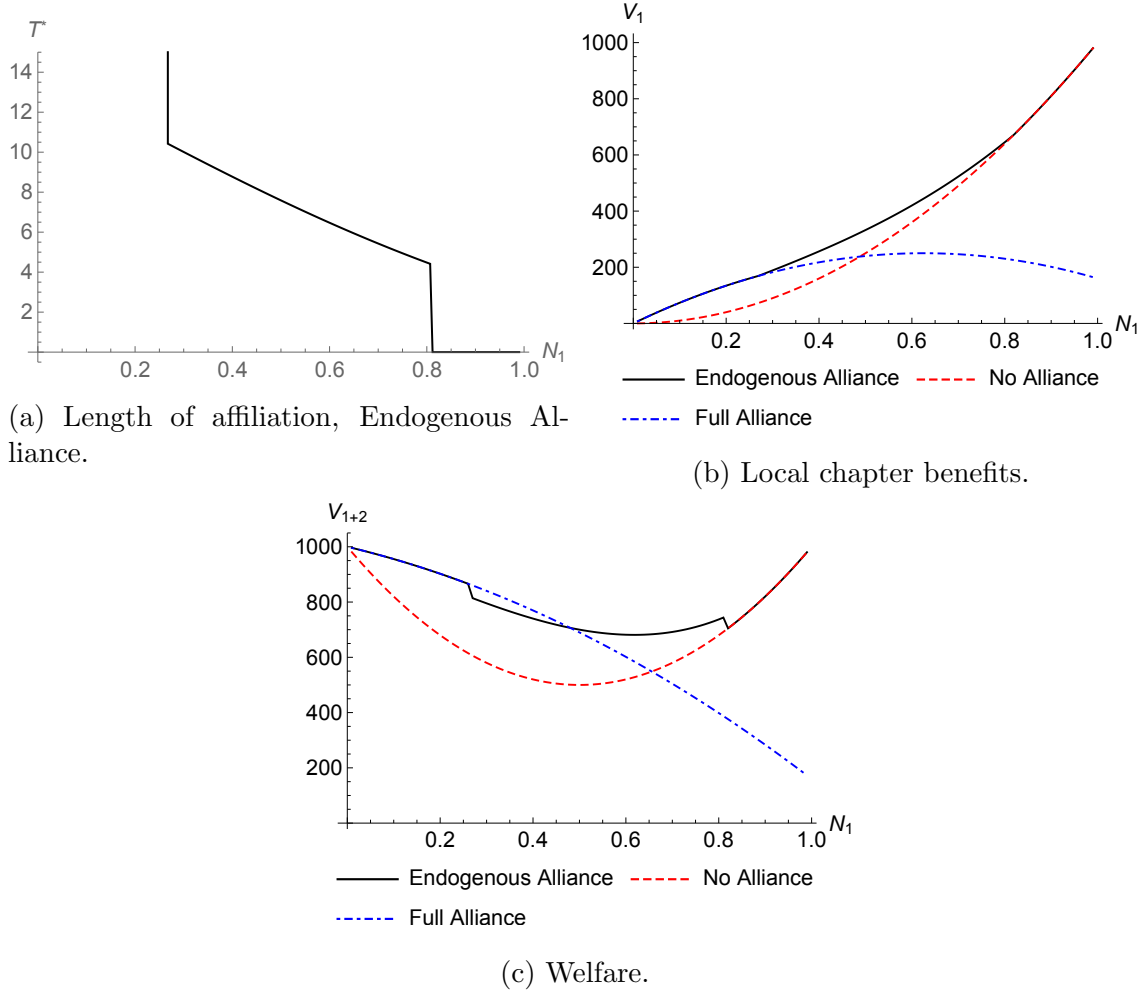 T*
14
12
10
8
6
4
2
0.2 0.4 0.6 0.8 1.0 N1
(a) Length of affiliation, Endogenous Al-
liance.
V1
1000
800
600
400
200
0.2 0.4 0.6 0.8 1.0 N1
Endogenous Alliance No Alliance
Full Alliance
(b) Local chapter benefits.
V1+2
1000
800
600
400
200
0.2 0.4 0.6 0.8 1.0 N1
Endogenous Alliance No Alliance
Full Alliance
(c) Welfare.